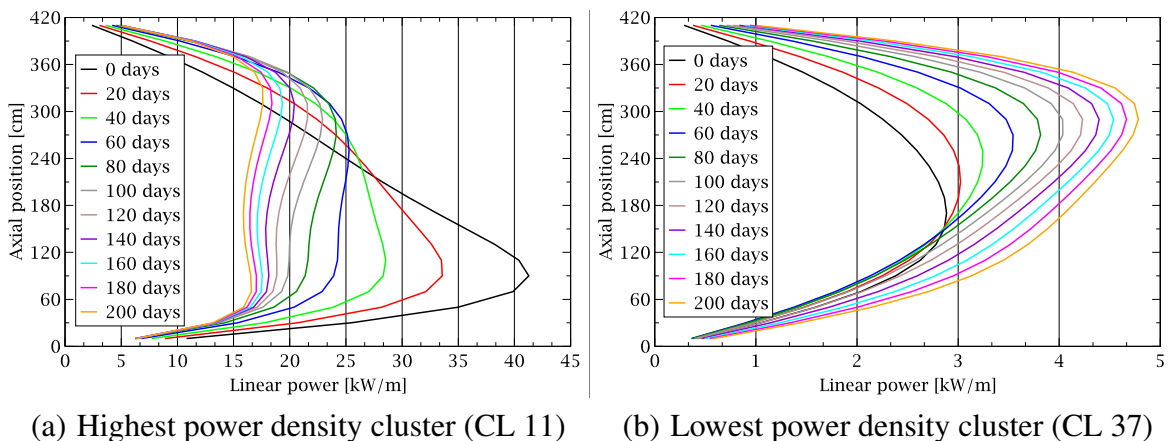 420
360
300
240
180
120
60
0
Axial position [cm]
0 days
20 days
40 days
60 days
80 days
100 days
120 days
140 days
160 days
180 days
200 days
0 5 10 15 20 25 30 35 40 45
Linear power [kW/m]
(a) Highest power density cluster (CL 11)
420
360
300
240
180
120
60
0
Axial position [cm]
0 days
20 days
40 days
60 days
80 days
100 days
120 days
140 days
160 days
180 days
200 days
0 1 2 3 4 5
Linear power [kW/m]
(b) Lowest power density cluster (CL 37)